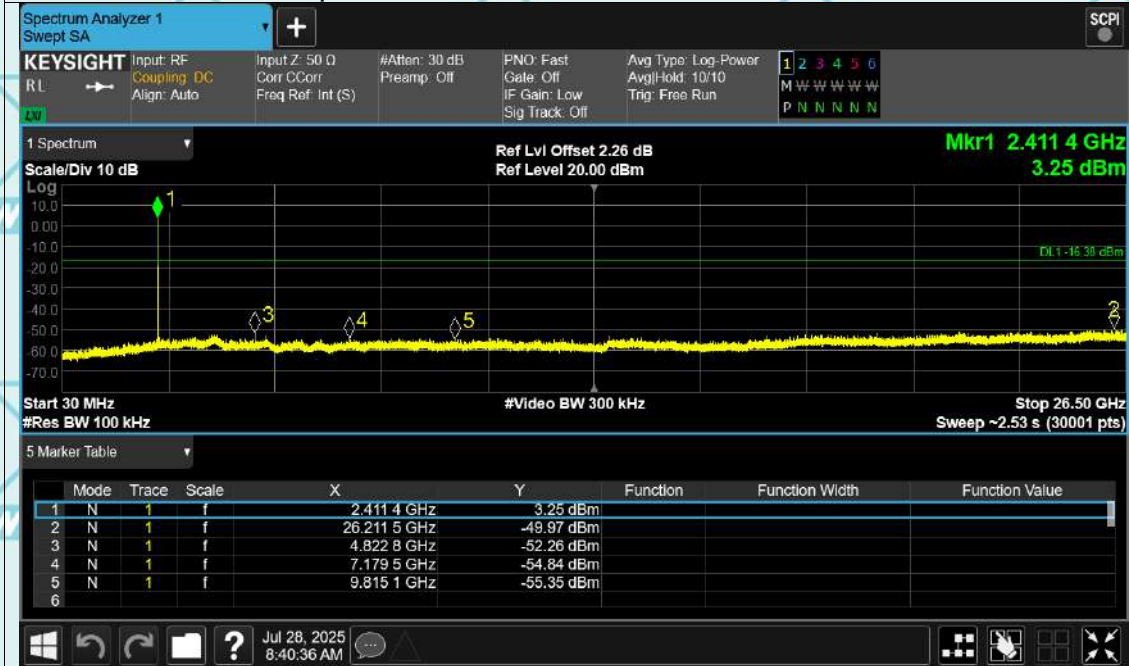 Spectrum Analyzer 1
Swept SA
+
SCPI
KEYSIGHT Input: RF Input Z: 50 Ω #Atten: 30 dB PNO: Fast Avg Type: Log-Power 1 2 3 4 5 6
RL Coupling: DC Corr CCorr Preamp: Off Gate: Off Avg|Hold: 10/10 M W W W W W
Align: Auto Freq Ref: Int (S) IF Gain: Low Trig: Free Run
LXI Sig Track: Off P N N N N N
1 Spectrum
Ref Lvl Offset 2.26 dB Mkr1 2.411 4 GHz
Scale/Div 10 dB Ref Level 20.00 dBm 3.25 dBm
Log
10.0 1
0.00
-10.0 DL1 -16.38 dBm
-20.0
-30.0
-40.0 3 4 5 2
-50.0
-60.0
-70.0
Start 30 MHz #Video BW 300 kHz Stop 26.50 GHz
#Res BW 100 kHz Sweep ~2.53 s (30001 pts)
5 Marker Table
Mode Trace Scale X Y Function Function Width Function Value
1 N 1 f 2.411 4 GHz 3.25 dBm
2 N 1 f 26.211 5 GHz -49.97 dBm
3 N 1 f 4.822 8 GHz -52.26 dBm
4 N 1 f 7.179 5 GHz -54.84 dBm
5 N 1 f 9.815 1 GHz -55.35 dBm
6
? Jul 28, 2025
8:40:36 AM